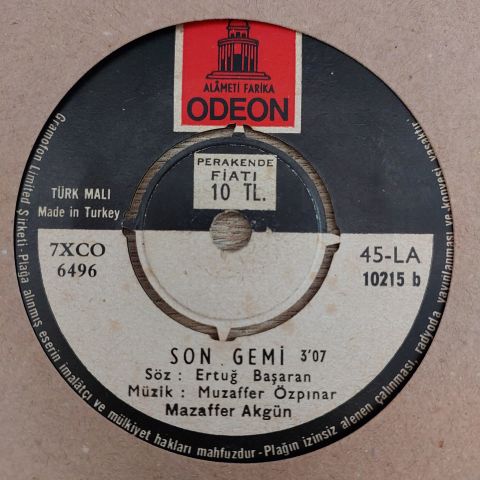 ALÂMETİ FARİKA
ODEON
PERAKENDE
FİATI
10 TL.
TÜRK MALI
Made in Turkey
7XCO
6496
45-LA
10215 b
SON GEMİ 3'07
Söz : Ertuğ Başaran
Müzik : Muzaffer Özpınar
Mazaffer Akgün
Gramofon Limited Şirketi - Plağa alınmış eserin imalâtçı ve mülkiyet hakları mahfuzdur - Plağın izinsiz alenen çalınması, radyoda yayınlanması ve kopyesi yasaktır.